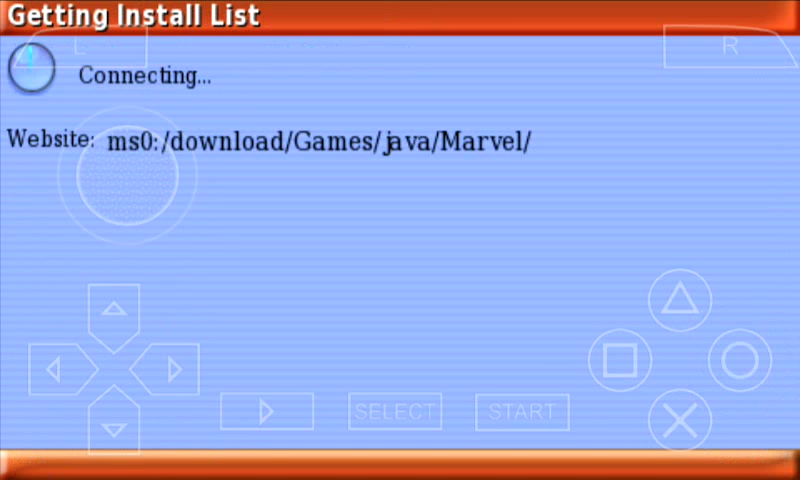 Getting Install List
L
R
Connecting...
Website: ms0:/download/Games/java/Marvel/
SELECT
START